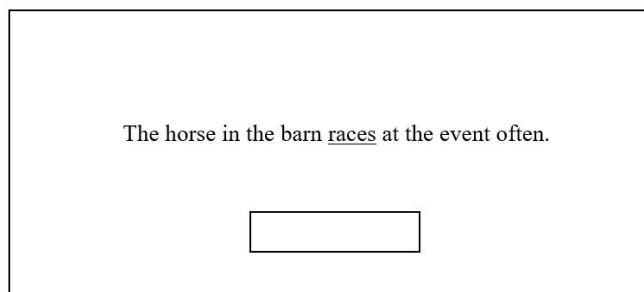 The horse in the barn races at the event often.